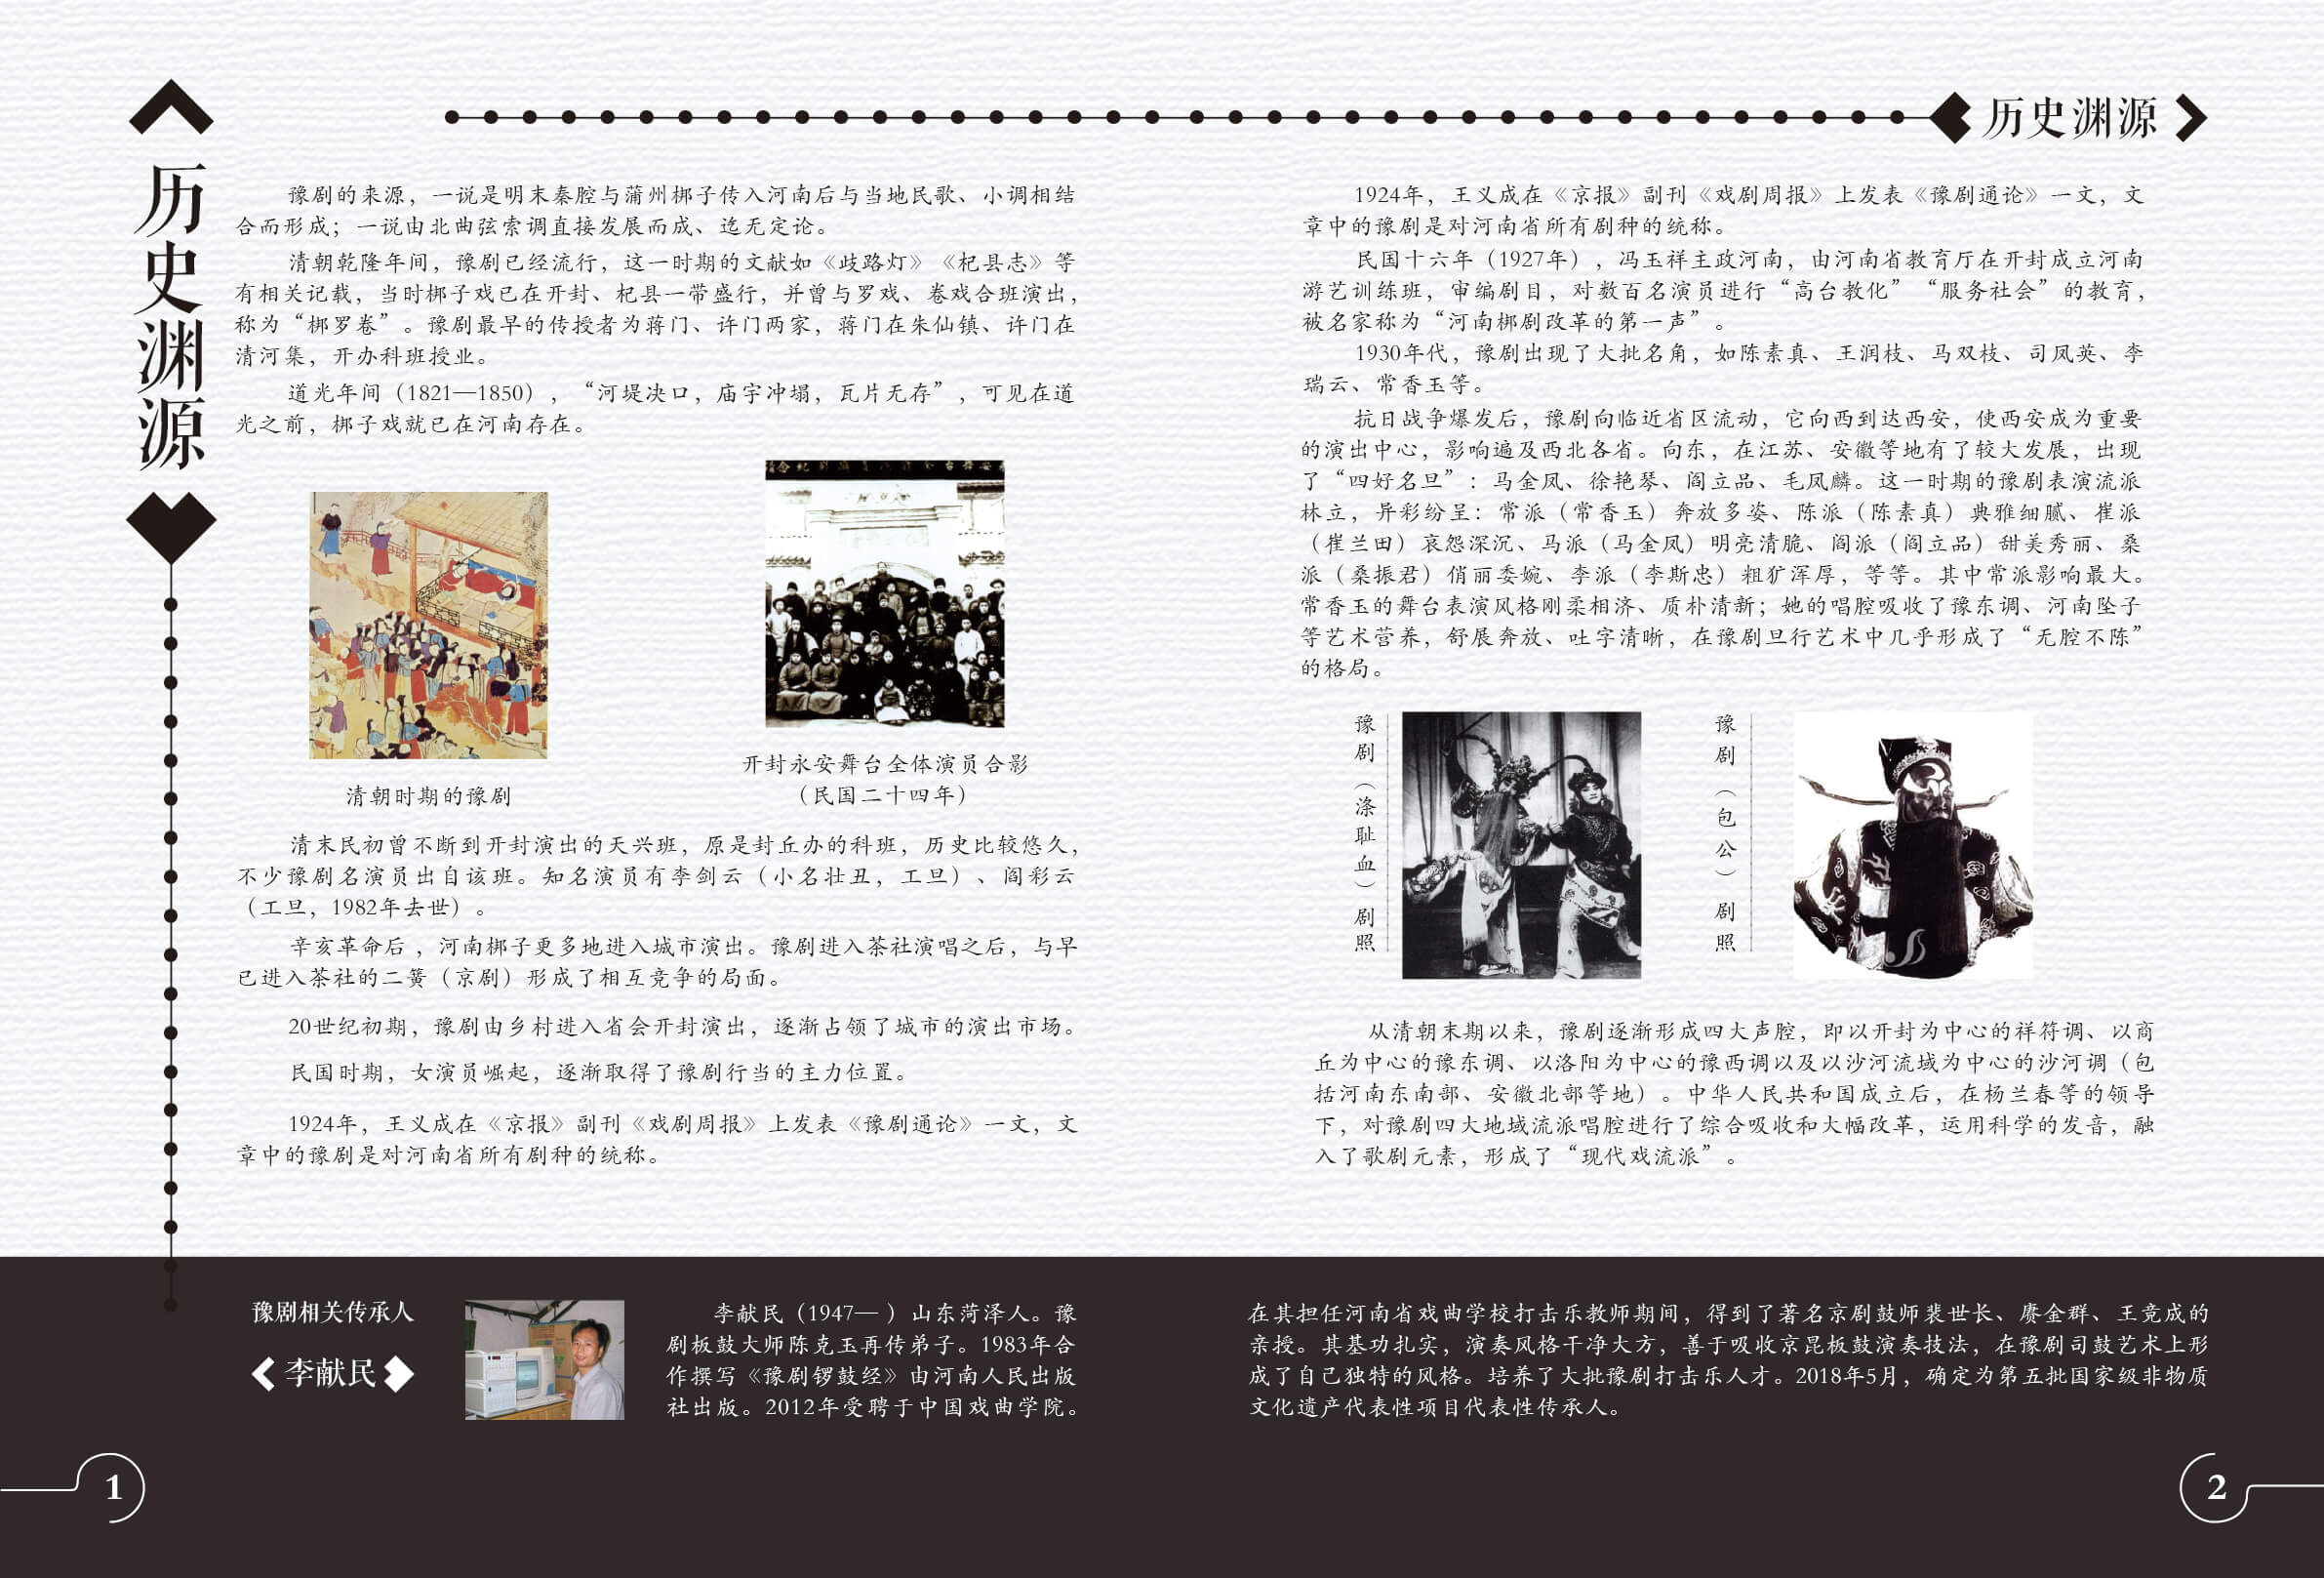 历史渊源
豫剧的来源，一说是明末秦腔与蒲州梆子传入河南后与当地民歌、小调相结
合而形成；一说由北曲弦索调直接发展而成、迄无定论。
清朝乾隆年间，豫剧已经流行，这一时期的文献如《歧路灯》《杞县志》等
有相关记载，当时梆子戏已在开封、杞县一带盛行，并曾与罗戏、卷戏合班演出，
称为“梆罗卷”。豫剧最早的传授者为蒋门、许门两家，蒋门在朱仙镇、许门在
清河集，开办科班授业。
道光年间（1821—1850），“河堤决口，庙宇冲塌，瓦片无存”，可见在道
光之前，梆子戏就已在河南存在。
清朝时期的豫剧
开封永安舞台全体演员合影
（民国二十四年）
清末民初曾不断到开封演出的天兴班，原是封丘办的科班，历史比较悠久，
不少豫剧名演员出自该班。知名演员有李剑云（小名壮丑，工旦）、阎彩云
（工旦，1982年去世）。
辛亥革命后，河南梆子更多地进入城市演出。豫剧进入茶社演唱之后，与早
已进入茶社的二簧（京剧）形成了相互竞争的局面。
20世纪初期，豫剧由乡村进入省会开封演出，逐渐占领了城市的演出市场。
民国时期，女演员崛起，逐渐取得了豫剧行当的主力位置。
1924年，王义成在《京报》副刊《戏剧周报》上发表《豫剧通论》一文，文
章中的豫剧是对河南省所有剧种的统称。
历史渊源
1924年，王义成在《京报》副刊《戏剧周报》上发表《豫剧通论》一文，文
章中的豫剧是对河南省所有剧种的统称。
民国十六年（1927年），冯玉祥主政河南，由河南省教育厅在开封成立河南
游艺训练班，审编剧目，对数百名演员进行“高台教化”“服务社会”的教育，
被名家称为“河南梆剧改革的第一声”。
1930年代，豫剧出现了大批名角，如陈素真、王润枝、马双枝、司凤英、李
瑞云、常香玉等。
抗日战争爆发后，豫剧向临近省区流动，它向西到达西安，使西安成为重要
的演出中心，影响遍及西北各省。向东，在江苏、安徽等地有了较大发展，出现
了“四好名旦”：马金凤、徐艳琴、阎立品、毛凤麟。这一时期的豫剧表演流派
林立，异彩纷呈：常派（常香玉）奔放多姿、陈派（陈素真）典雅细腻、崔派
（崔兰田）哀怨深沉、马派（马金凤）明亮清脆、阎派（阎立品）甜美秀丽、桑
派（桑振君）俏丽委婉、李派（李斯忠）粗犷浑厚，等等。其中常派影响最大。
常香玉的舞台表演风格刚柔相济、质朴清新；她的唱腔吸收了豫东调、河南坠子
等艺术营养，舒展奔放、吐字清晰，在豫剧旦行艺术中几乎形成了“无腔不陈”
的格局。
豫剧（涤耻血）剧照
豫剧（包公）剧照
从清朝末期以来，豫剧逐渐形成四大声腔，即以开封为中心的祥符调、以商
丘为中心的豫东调、以洛阳为中心的豫西调以及以沙河流域为中心的沙河调（包
括河南东南部、安徽北部等地）。中华人民共和国成立后，在杨兰春等的领导
下，对豫剧四大地域流派唱腔进行了综合吸收和大幅改革，运用科学的发音，融
入了歌剧元素，形成了“现代戏流派”。
豫剧相关传承人
李献民
李献民（1947— ）山东菏泽人。豫
剧板鼓大师陈克玉再传弟子。1983年合
作撰写《豫剧锣鼓经》由河南人民出版
社出版。2012年受聘于中国戏曲学院。
在其担任河南省戏曲学校打击乐教师期间，得到了著名京剧鼓师裴世长、赓金群、王竞成的
亲授。其基功扎实，演奏风格干净大方，善于吸收京昆板鼓演奏技法，在豫剧司鼓艺术上形
成了自己独特的风格。培养了大批豫剧打击乐人才。2018年5月，确定为第五批国家级非物质
文化遗产代表性项目代表性传承人。
1
2